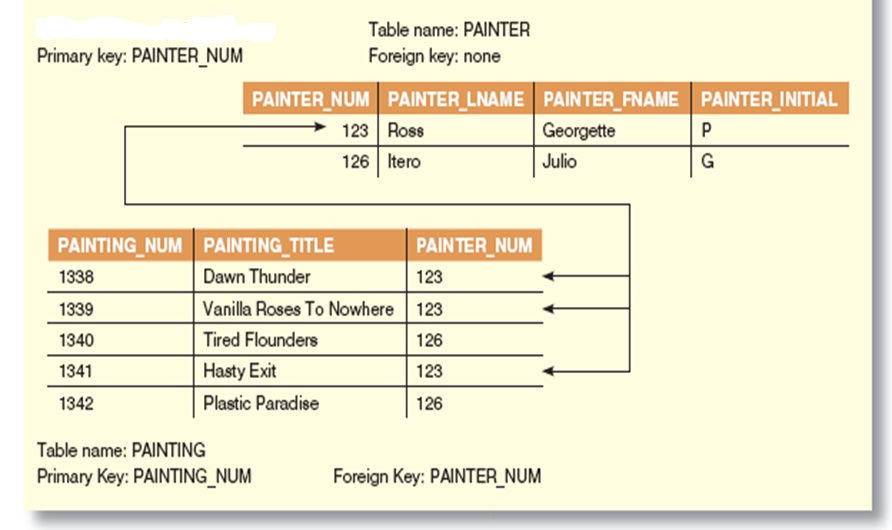 Table name: PAINTER
Primary key: PAINTER_NUM Foreign key: none
PAINTER_NUM PAINTER_LNAME PAINTER_FNAME PAINTER_INITIAL
123 Ross Georgette P
126 Itero Julio G
PAINTING_NUM PAINTING_TITLE PAINTER_NUM
1338 Dawn Thunder 123
1339 Vanilla Roses To Nowhere 123
1340 Tired Flounders 126
1341 Hasty Exit 123
1342 Plastic Paradise 126
Table name: PAINTING
Primary Key: PAINTING_NUM Foreign Key: PAINTER_NUM